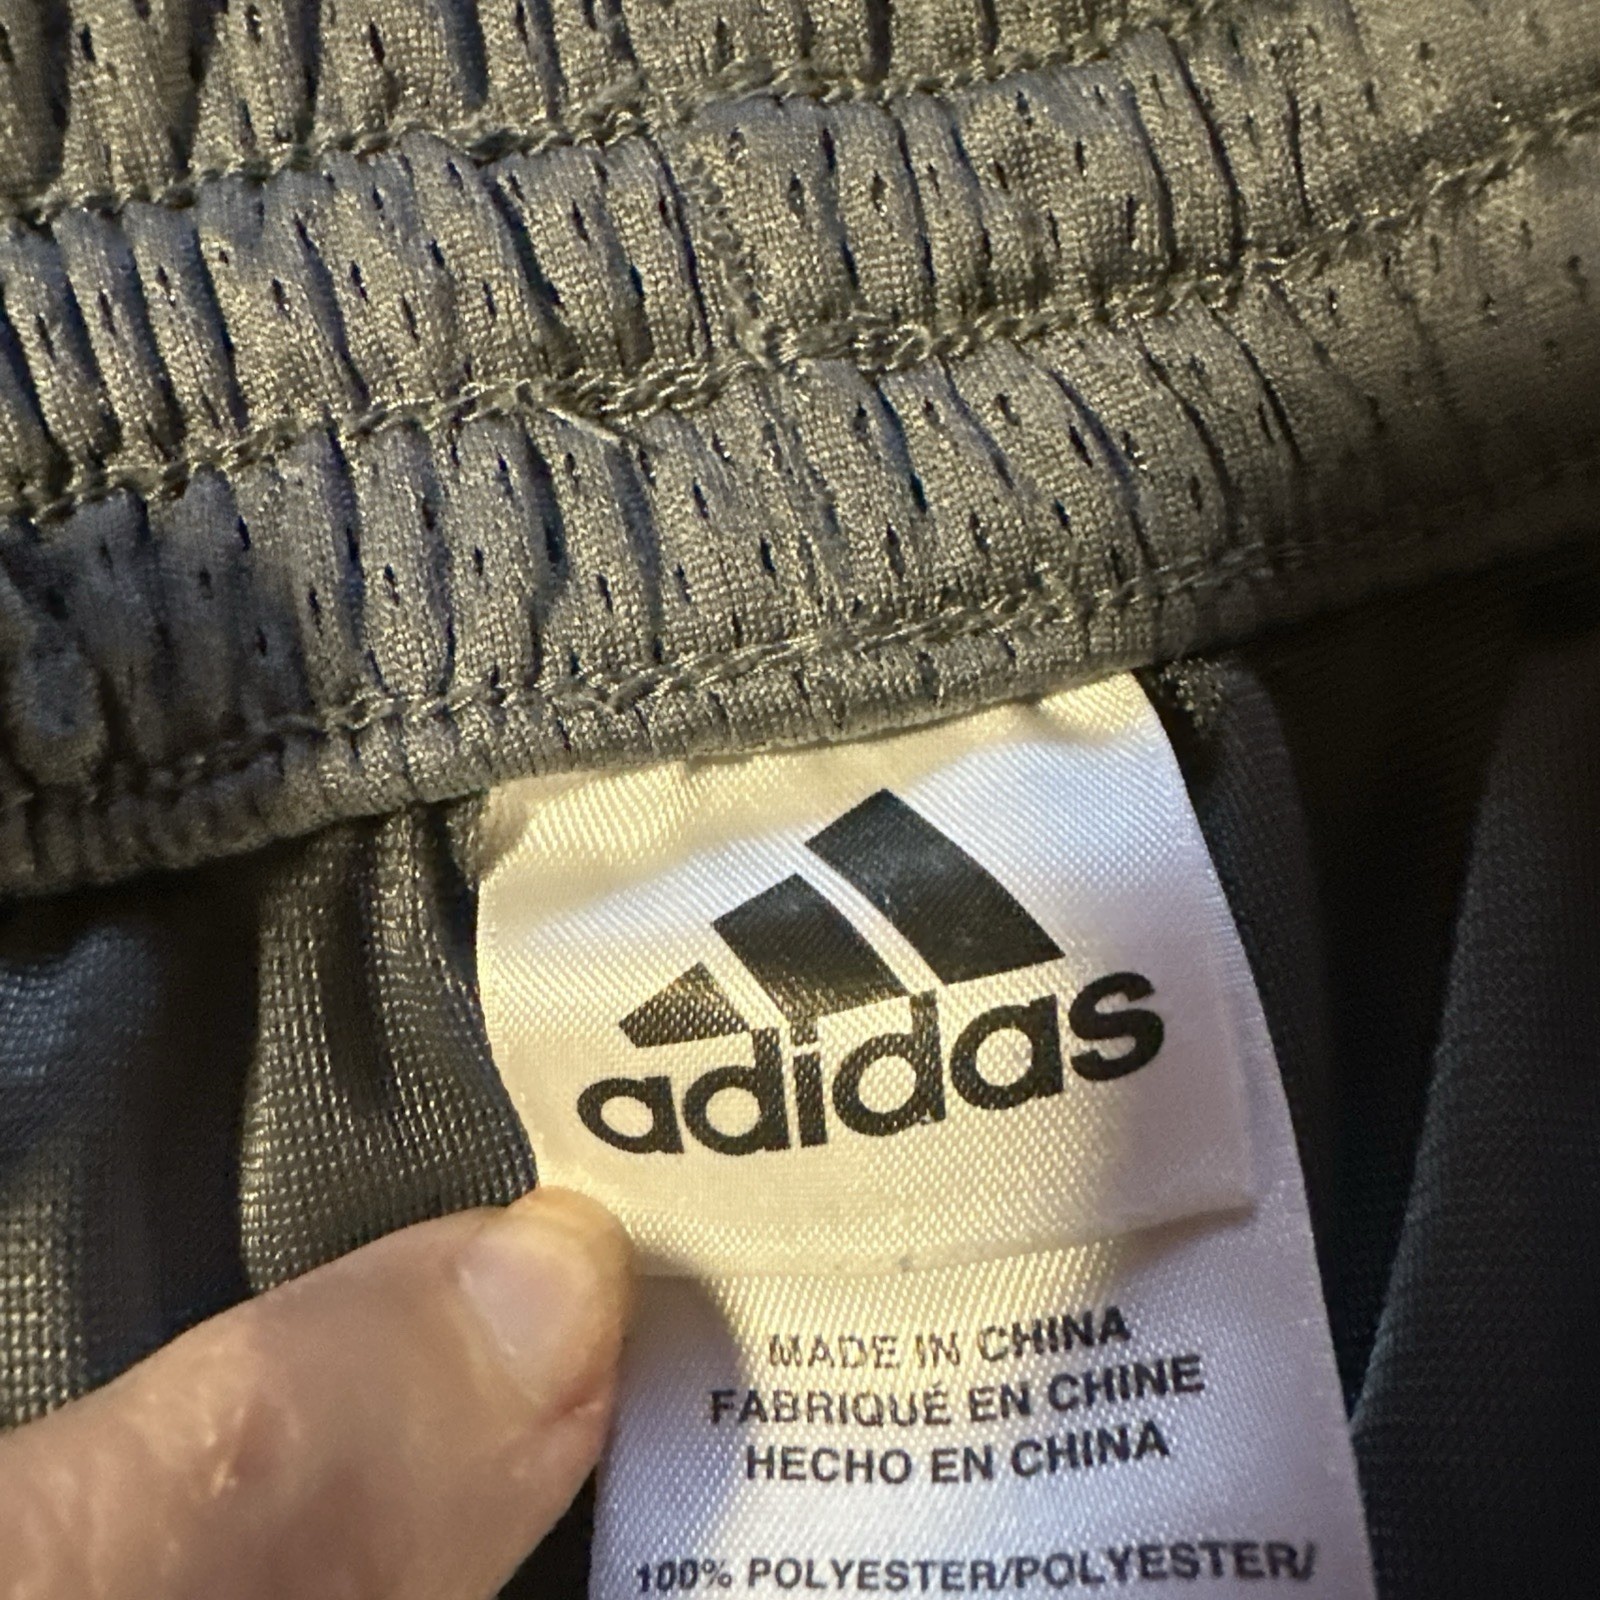 adidas
MADE IN CHINA
FABRIQUÉ EN CHINE
HECHO EN CHINA
100% POLYESTER/POLYESTER/